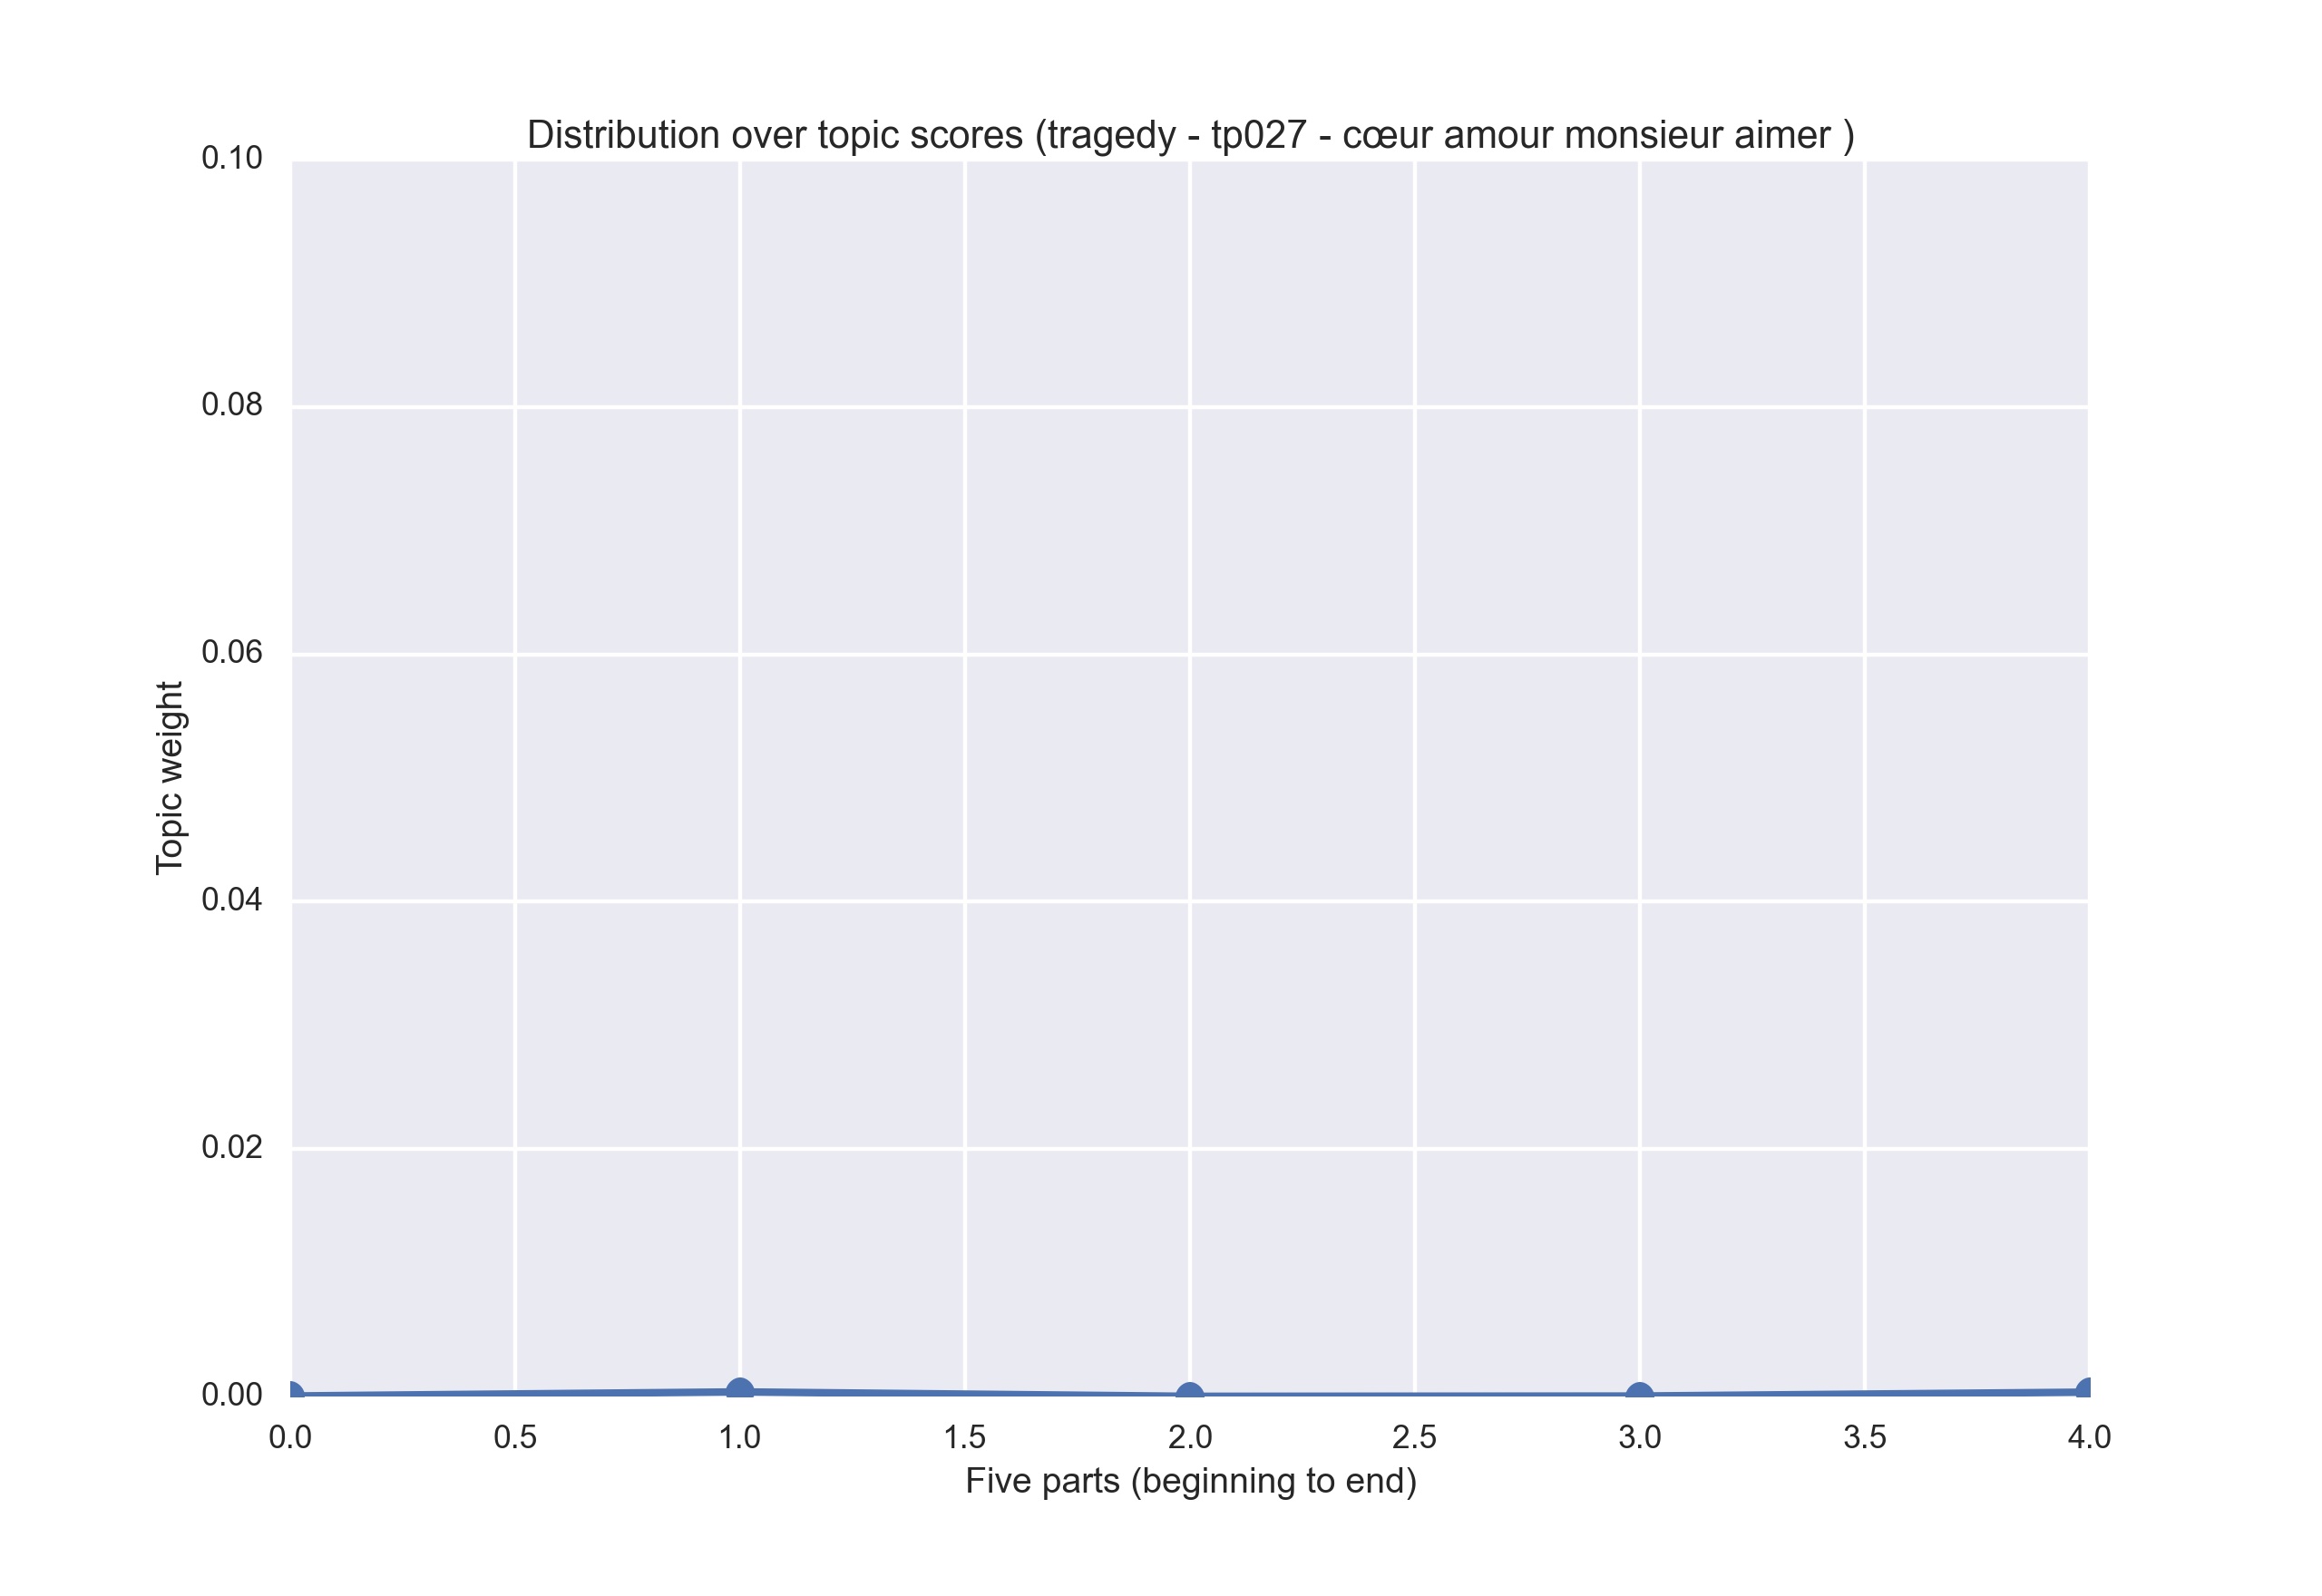 Distribution over topic scores (tragedy - tp027 - cœur amour monsieur aimer )
0.10
0.08
0.06
0.04
0.02
0.00
Topic weight
0.0 0.5 1.0 1.5 2.0 2.5 3.0 3.5 4.0
Five parts (beginning to end)